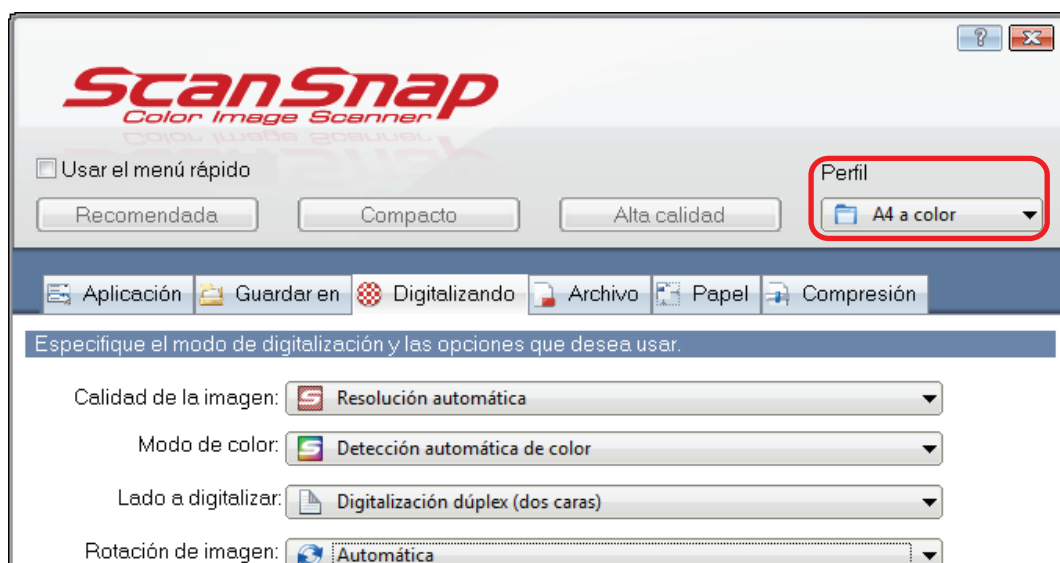 ScanSnap
Color Image Scanner
Usar el menú rápido
Perfil
Recomendada Compacto Alta calidad A4 a color
Aplicación Guardar en Digitalizando Archivo Papel Compresión
Especifique el modo de digitalización y las opciones que desea usar.
Calidad de la imagen: Resolución automática
Modo de color: Detección automática de color
Lado a digitalizar: Digitalización dúplex (dos caras)
Rotación de imagen: Automática